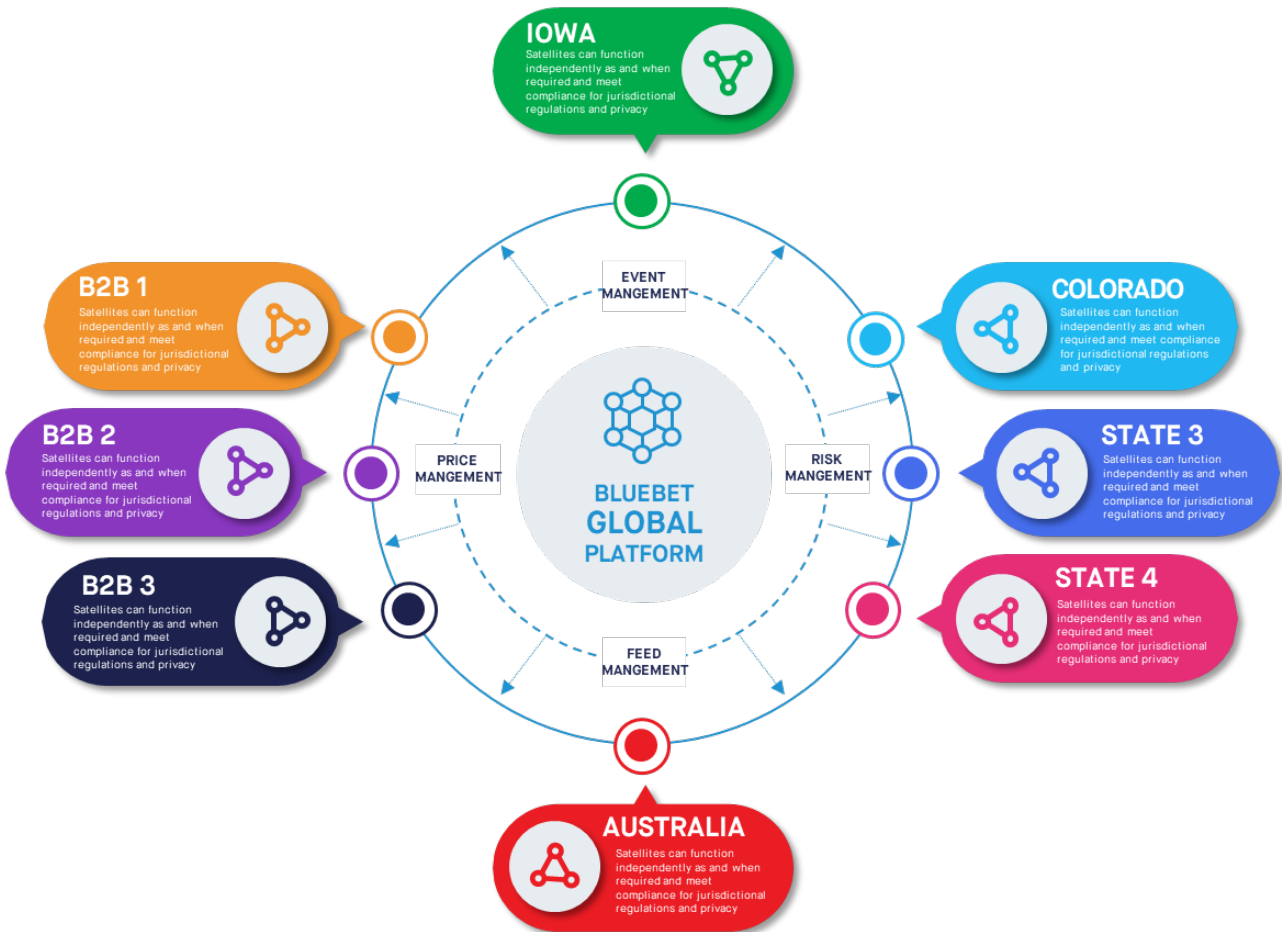 IOWA
Satellites can function
independently as and when
required and meet
compliance for jurisdictional
regulations and privacy
B2B 1
Satellites can function
independently as and when
required and meet
compliance for jurisdictional
regulations and privacy
EVENT
MANGEMENT
COLORADO
Satellites can function
independently as and when
required and meet compliance
for jurisdictional regulations
and privacy
B2B 2
Satellites can function
independently as and when
required and meet
compliance for jurisdictional
regulations and privacy
PRICE
MANGEMENT
BLUEBET
GLOBAL
PLATFORM
RISK
MANGEMENT
STATE 3
Satellites can function
independently as and when
required and meet
compliance for jurisdictional
regulations and privacy
B2B 3
Satellites can function
independently as and when
required and meet
compliance for jurisdictional
regulations and privacy
FEED
MANGEMENT
STATE 4
Satellites can function
independently as and when
required and meet
compliance for jurisdictional
regulations and privacy
AUSTRALIA
Satellites can function
independently as and when
required and meet
compliance for jurisdictional
regulations and privacy